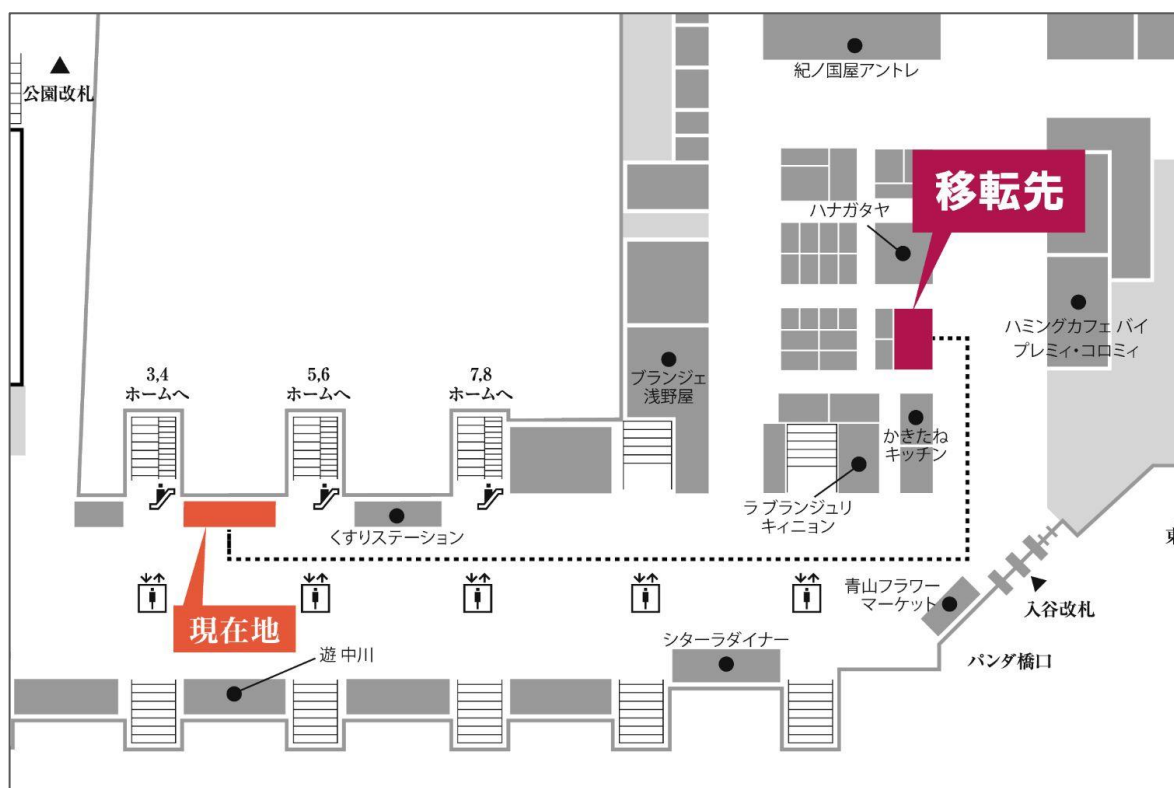 紀ノ国屋アントレ
公園改札
移転先
ハナガタヤ
ハミングカフェ バイ
プレミィ・コロミィ
3,4
ホームへ
5,6
ホームへ
7,8
ホームへ
ブランジェ
浅野屋
かきたね
キッチン
ラ ブランジュリ
キィニョン
くすりステーション
東
現在地
青山フラワー
マーケット
入谷改札
シターラダイナー
パンダ橋口
遊 中川